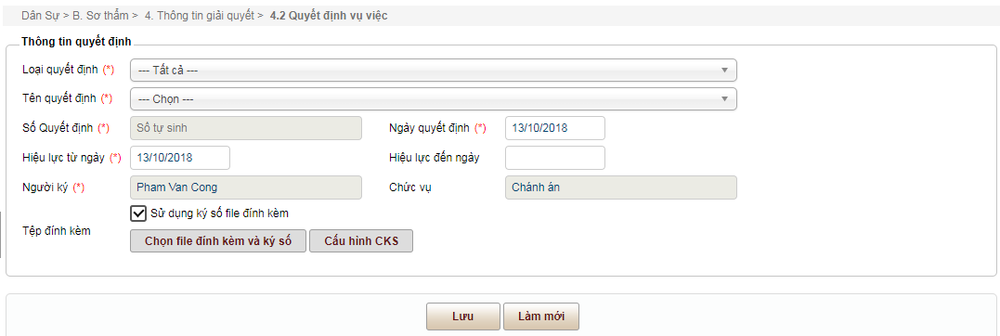 Dân Sự > B. Sơ thẩm > 4. Thông tin giải quyết > 4.2 Quyết định vụ việc
Thông tin quyết định
Loại quyết định (*) --- Tất cả ---
Tên quyết định (*) --- Chọn ---
Số Quyết định (*) Số tự sinh Ngày quyết định (*) 13/10/2018
Hiệu lực từ ngày (*) 13/10/2018 Hiệu lực đến ngày
Người ký (*) Pham Van Cong Chức vụ Chánh án
Sử dụng ký số file đính kèm
Tệp đính kèm
Chọn file đính kèm và ký số Cấu hình CKS
Lưu Làm mới